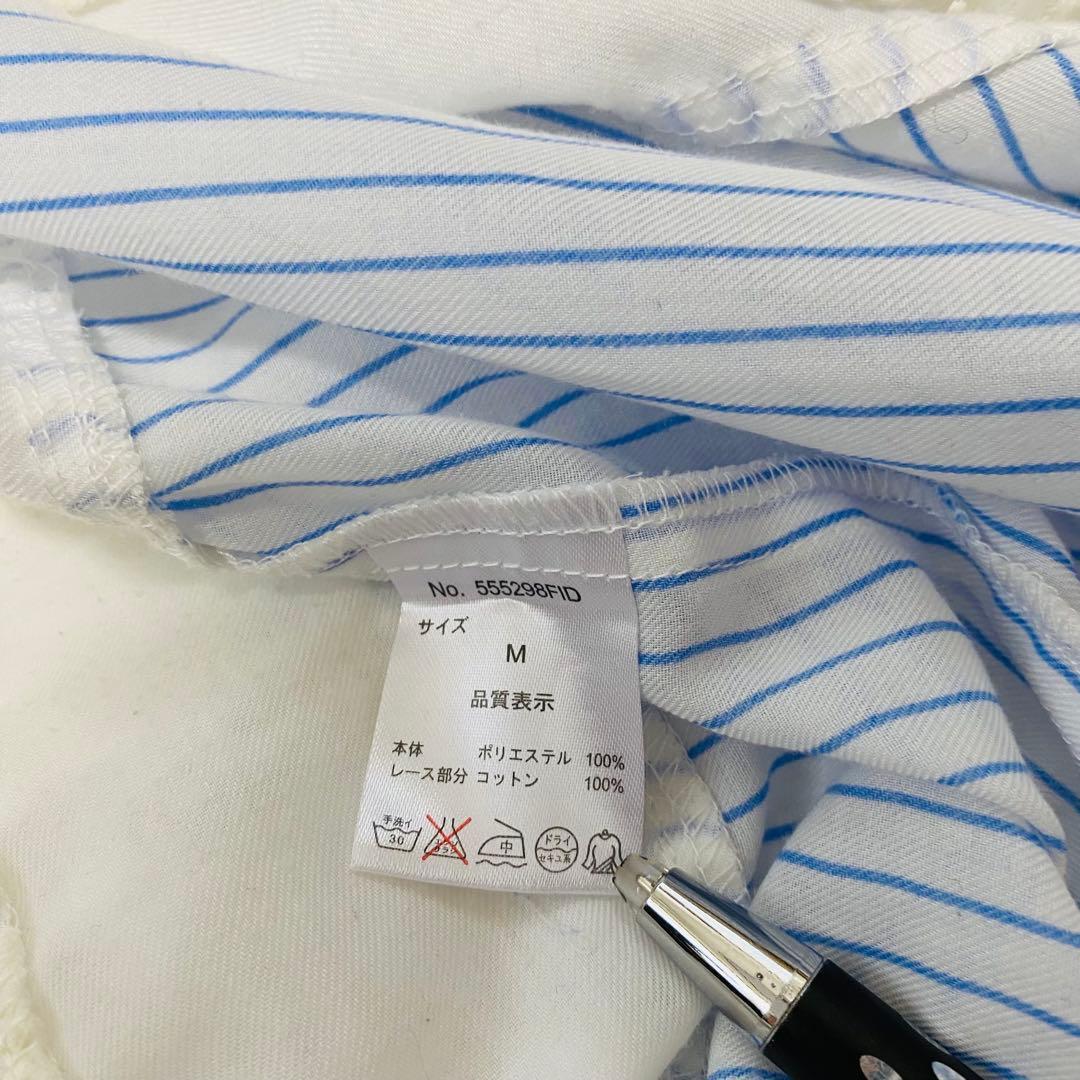 No. 555298FID
サイズ
M
品質表示
本体 ポリエステル 100%
レース部分 コットン 100%
手洗イ
30
中
ドライ
セキユ系